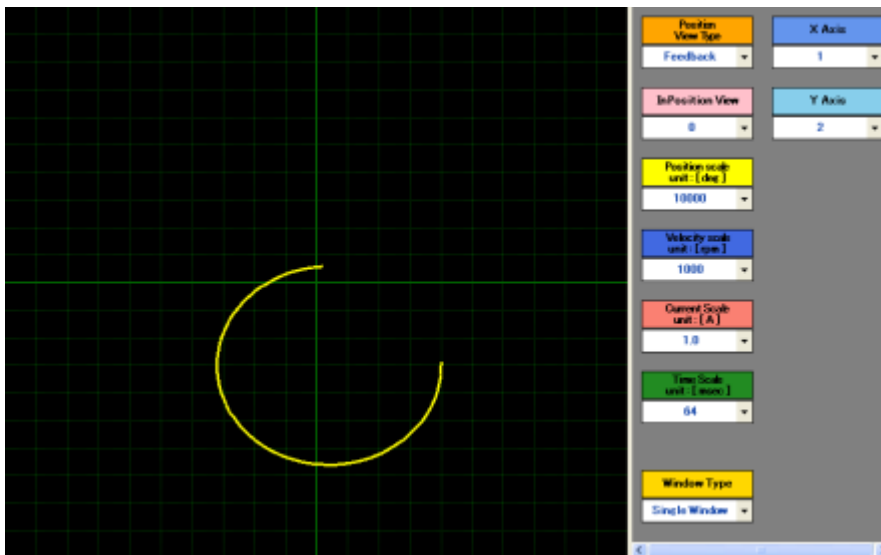 Position
View Type
X Axis
Feedback
1
InPosition View
Y Axis
0
2
Position scale
unit : [ deg ]
10000
Velocity scale
unit : [ rpm ]
1000
Current Scale
unit : [ A ]
1.0
Time Scale
unit : [ msec ]
64
Window Type
Single Window